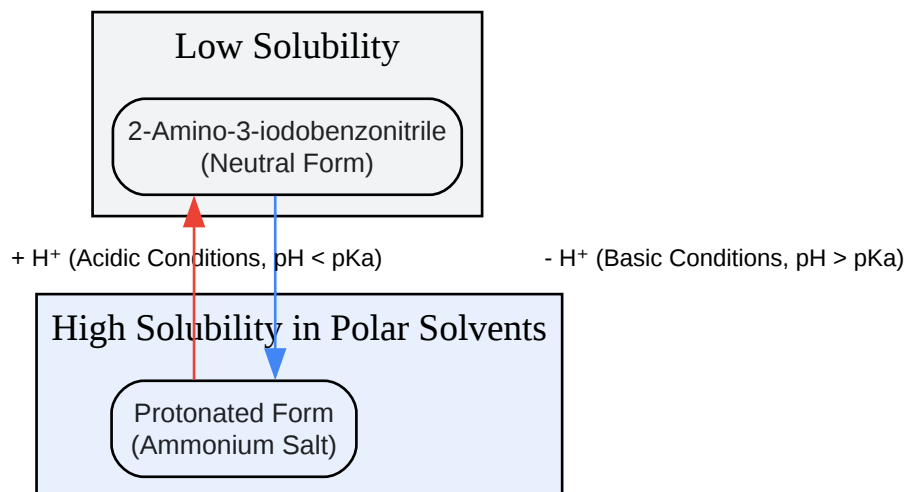 Low Solubility
2-Amino-3-iodobenzonitrile
(Neutral Form)
+ H⁺ (Acidic Conditions, pH < pKa)
- H⁺ (Basic Conditions, pH > pKa)
High Solubility in Polar Solvents
Protonated Form
(Ammonium Salt)